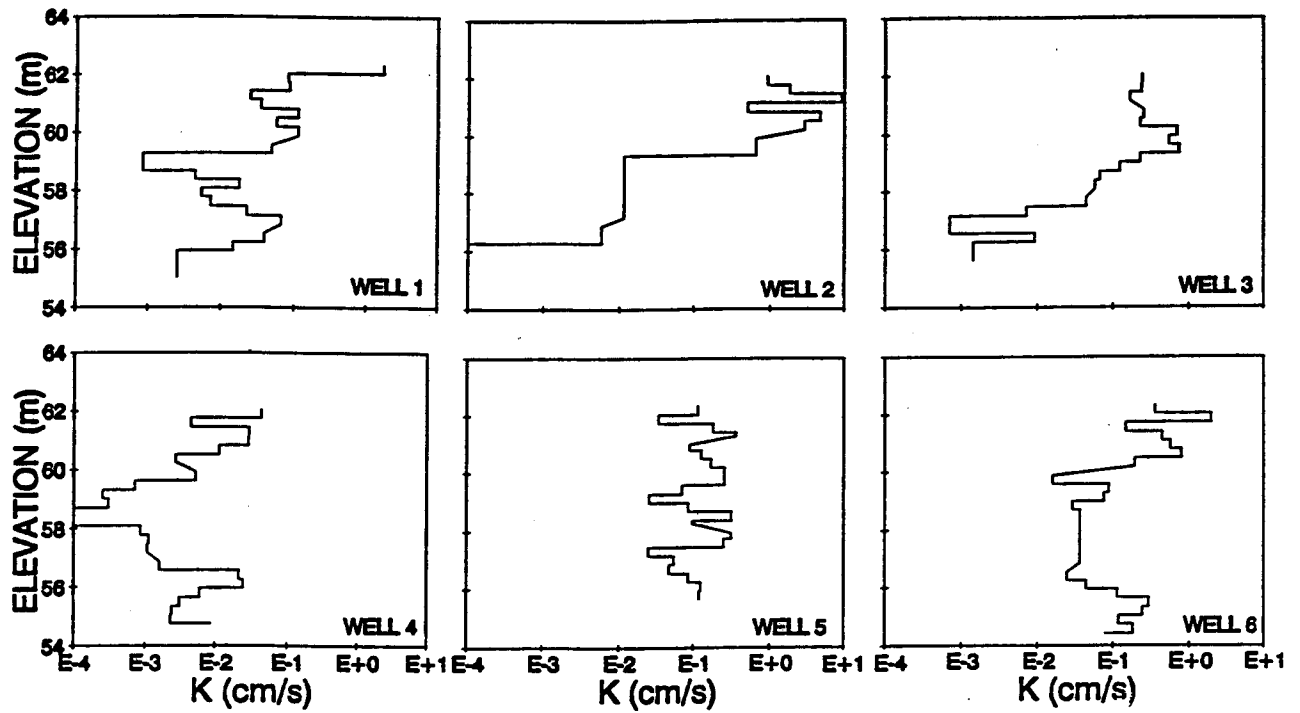 64
62
60
58
56
54
ELEVATION (m)
WELL 1
WELL 2
WELL 3
64
62
60
58
56
54
ELEVATION (m)
WELL 4
WELL 5
WELL 6
E-4 E-3 E-2 E-1 E+0 E+1
E-4 E-3 E-2 E-1 E+0 E+1
E-4 E-3 E-2 E-1 E+0 E+1
K (cm/s)
K (cm/s)
K (cm/s)